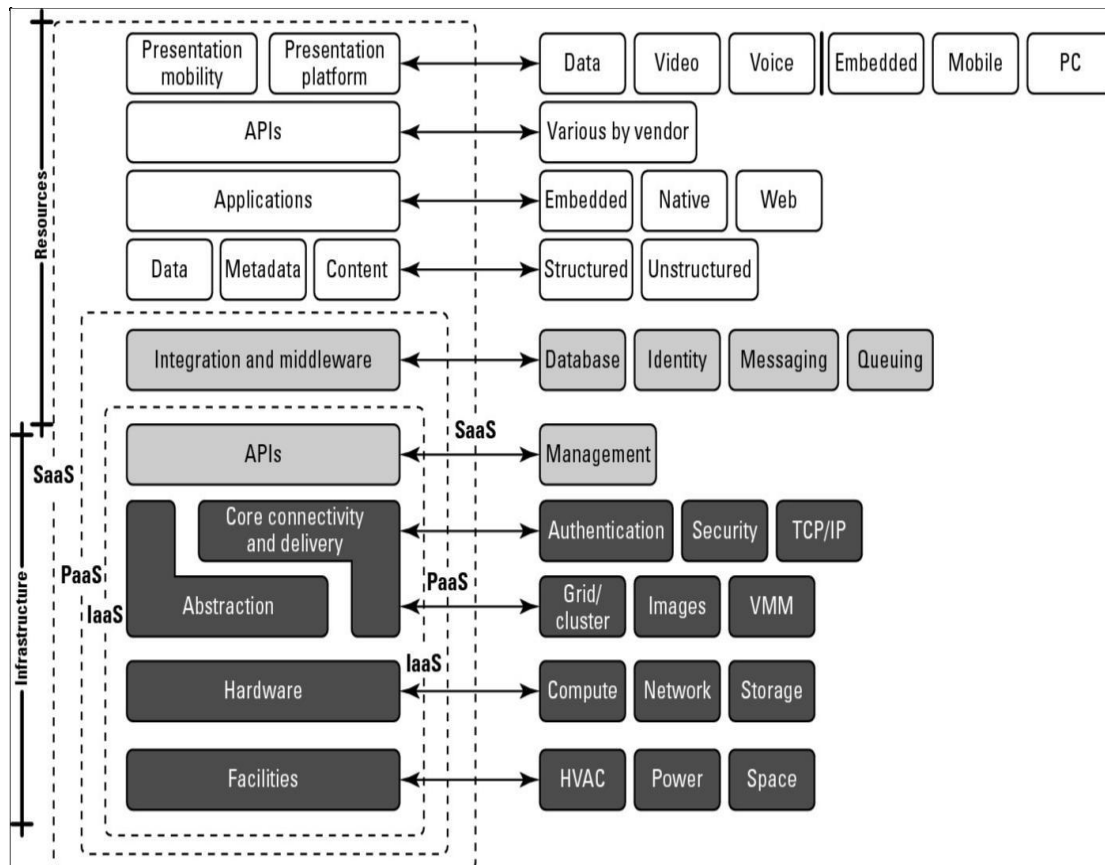 Presentation
mobility
Presentation
platform
Data
Video
Voice
Embedded
Mobile
PC
APIs
Various by vendor
Resources
Applications
Embedded
Native
Web
Data
Metadata
Content
Structured
Unstructured
Integration and middleware
Database
Identity
Messaging
Queuing
SaaS
APIs
SaaS
Management
Infrastructure
Core connectivity
and delivery
Authentication
Security
TCP/IP
PaaS
IaaS
Abstraction
PaaS
Grid/
cluster
Images
VMM
IaaS
Hardware
Compute
Network
Storage
Facilities
HVAC
Power
Space